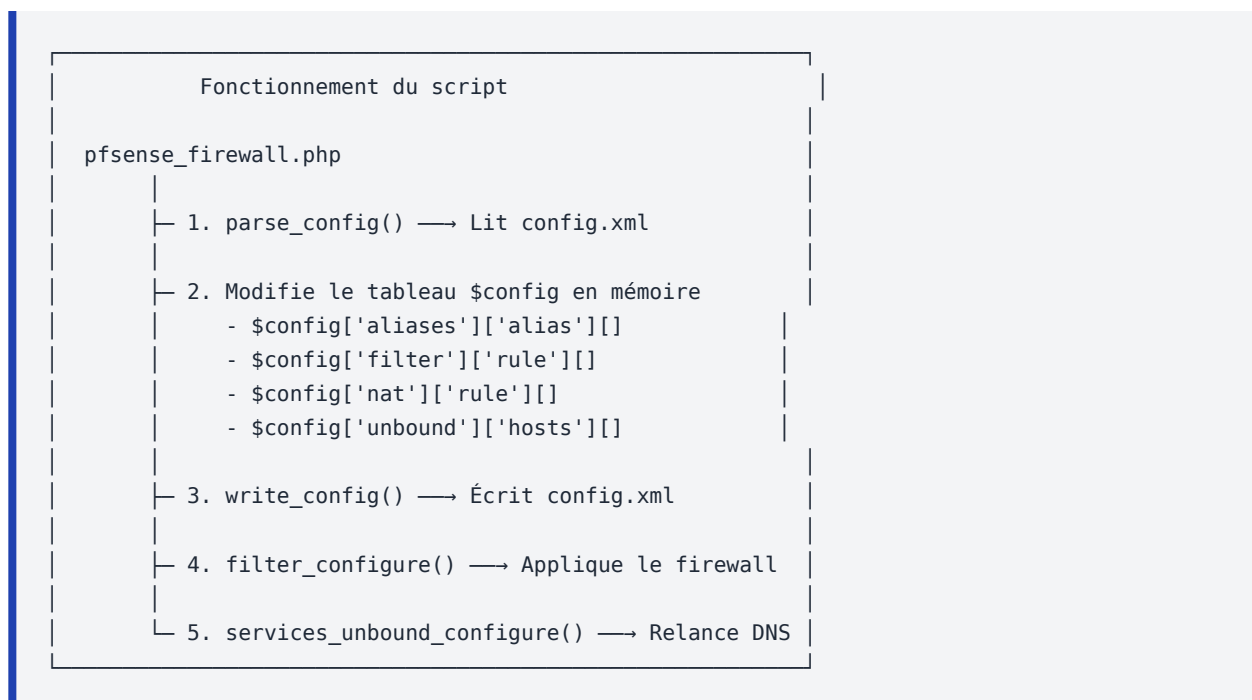 Fonctionnement du script
pfsense_firewall.php
├─ 1. parse_config() ──→ Lit config.xml
├─ 2. Modifie le tableau $config en mémoire
- $config['aliases']['alias'][]
- $config['filter']['rule'][]
- $config['nat']['rule'][]
- $config['unbound']['hosts'][]
├─ 3. write_config() ──→ Écrit config.xml
├─ 4. filter_configure() ──→ Applique le firewall
└─ 5. services_unbound_configure() ──→ Relance DNS